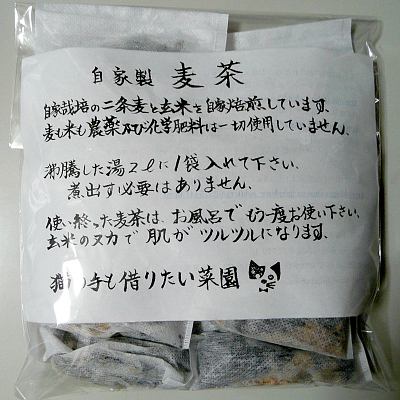 自家製 麦茶
自家栽培の二条麦と玄米を自家焙煎しています。
麦も米も農薬及び化学肥料は一切使用していません。
沸騰した湯2ℓに1袋入れて下さい。
煮出す必要はありません。
使い終った麦茶は、お風呂でもう一度お使い下さい。
玄米のヌカで肌がツルツルになります。
猫の手も借りたい菜園